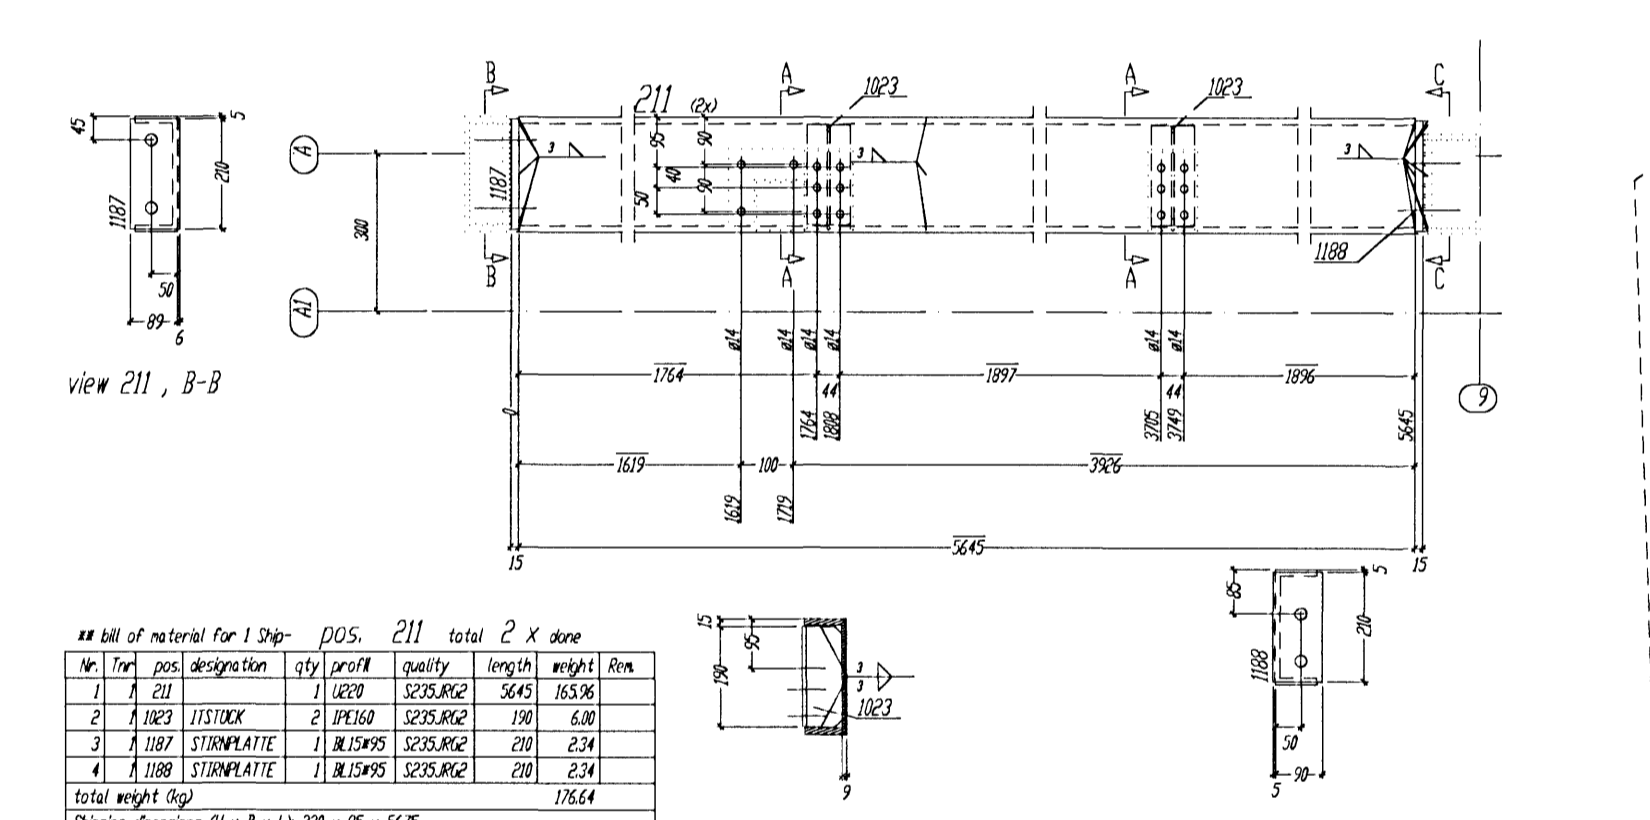 B A A C
1023 1023
211 (2x)
45 5 210 1187 50 89 6
view 211 , B-B
A
A1
300
1187
3
95 40 50
90 90
3
3
1188
B A A C
ø14 ø14 ø14 ø14 ø14 ø14
1764 44 1897 44 1896
0 1764 1808 3705 3749 5645
9
1619 100 3926
1619 1719
15 5645 15
15 95 190
3
3
1023
9
85 5 210 1188 50 90 5
** bill of material for 1 Ship- pos. 211 total 2 X done
Nr. Tnr pos. designation qty profil quality length weight Rem.
1 1 211 1 U220 S235JRG2 5645 165.96
2 1 1023 ITSTUCK 2 IPE160 S235JRG2 190 6.00
3 1 1187 STIRNPLATTE 1 BL15*95 S235JRG2 210 2.34
4 1 1188 STIRNPLATTE 1 BL15*95 S235JRG2 210 2.34
total weight (kg) 176.64